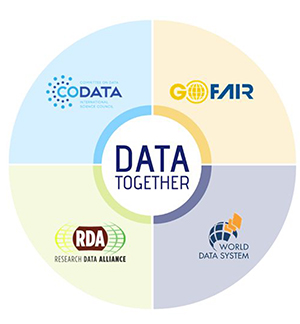 COMMITTEE ON DATA
CODATA
INTERNATIONAL
SCIENCE COUNCIL
GO FAIR
DATA
TOGETHER
RDA
RESEARCH DATA ALLIANCE
WORLD
DATA SYSTEM